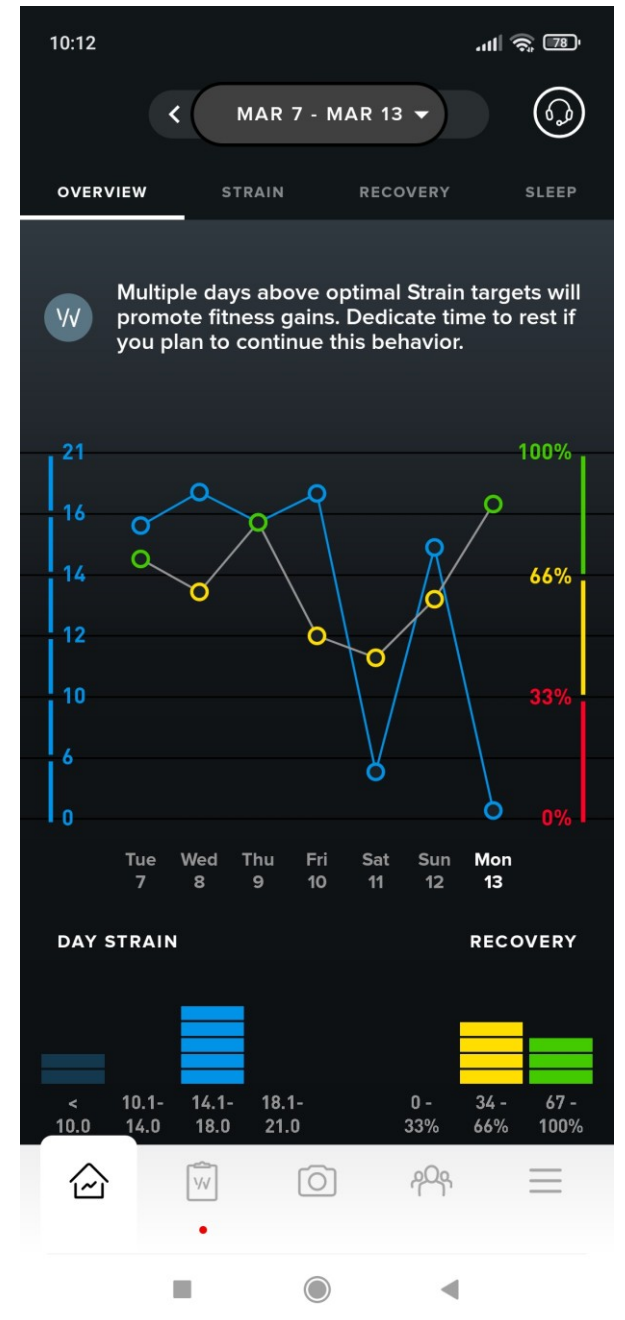 10:12
78
MAR 7 - MAR 13
OVERVIEW STRAIN RECOVERY SLEEP
Multiple days above optimal Strain targets will
promote fitness gains. Dedicate time to rest if
you plan to continue this behavior.
21 100%
16
14 66%
12
10 33%
6
0 0%
Tue Wed Thu Fri Sat Sun Mon
7 8 9 10 11 12 13
DAY STRAIN RECOVERY
< 10.1- 14.1- 18.1- 0 - 34 - 67 -
10.0 14.0 18.0 21.0 33% 66% 100%